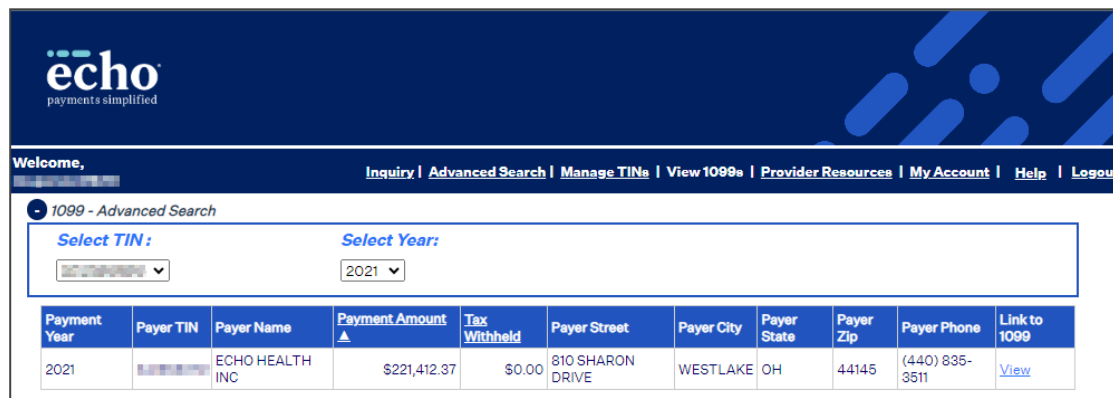 echo
payments simplified
Welcome,
Inquiry | Advanced Search | Manage TINs | View 1099s | Provider Resources | My Account | Help | Logou
- 1099 - Advanced Search
Select TIN : Select Year:
2021
Payment Year Payer TIN Payer Name Payment Amount ▲ Tax Withheld Payer Street Payer City Payer State Payer Zip Payer Phone Link to 1099
2021 ECHO HEALTH INC $221,412.37 $0.00 810 SHARON DRIVE WESTLAKE OH 44145 (440) 835-3511 View